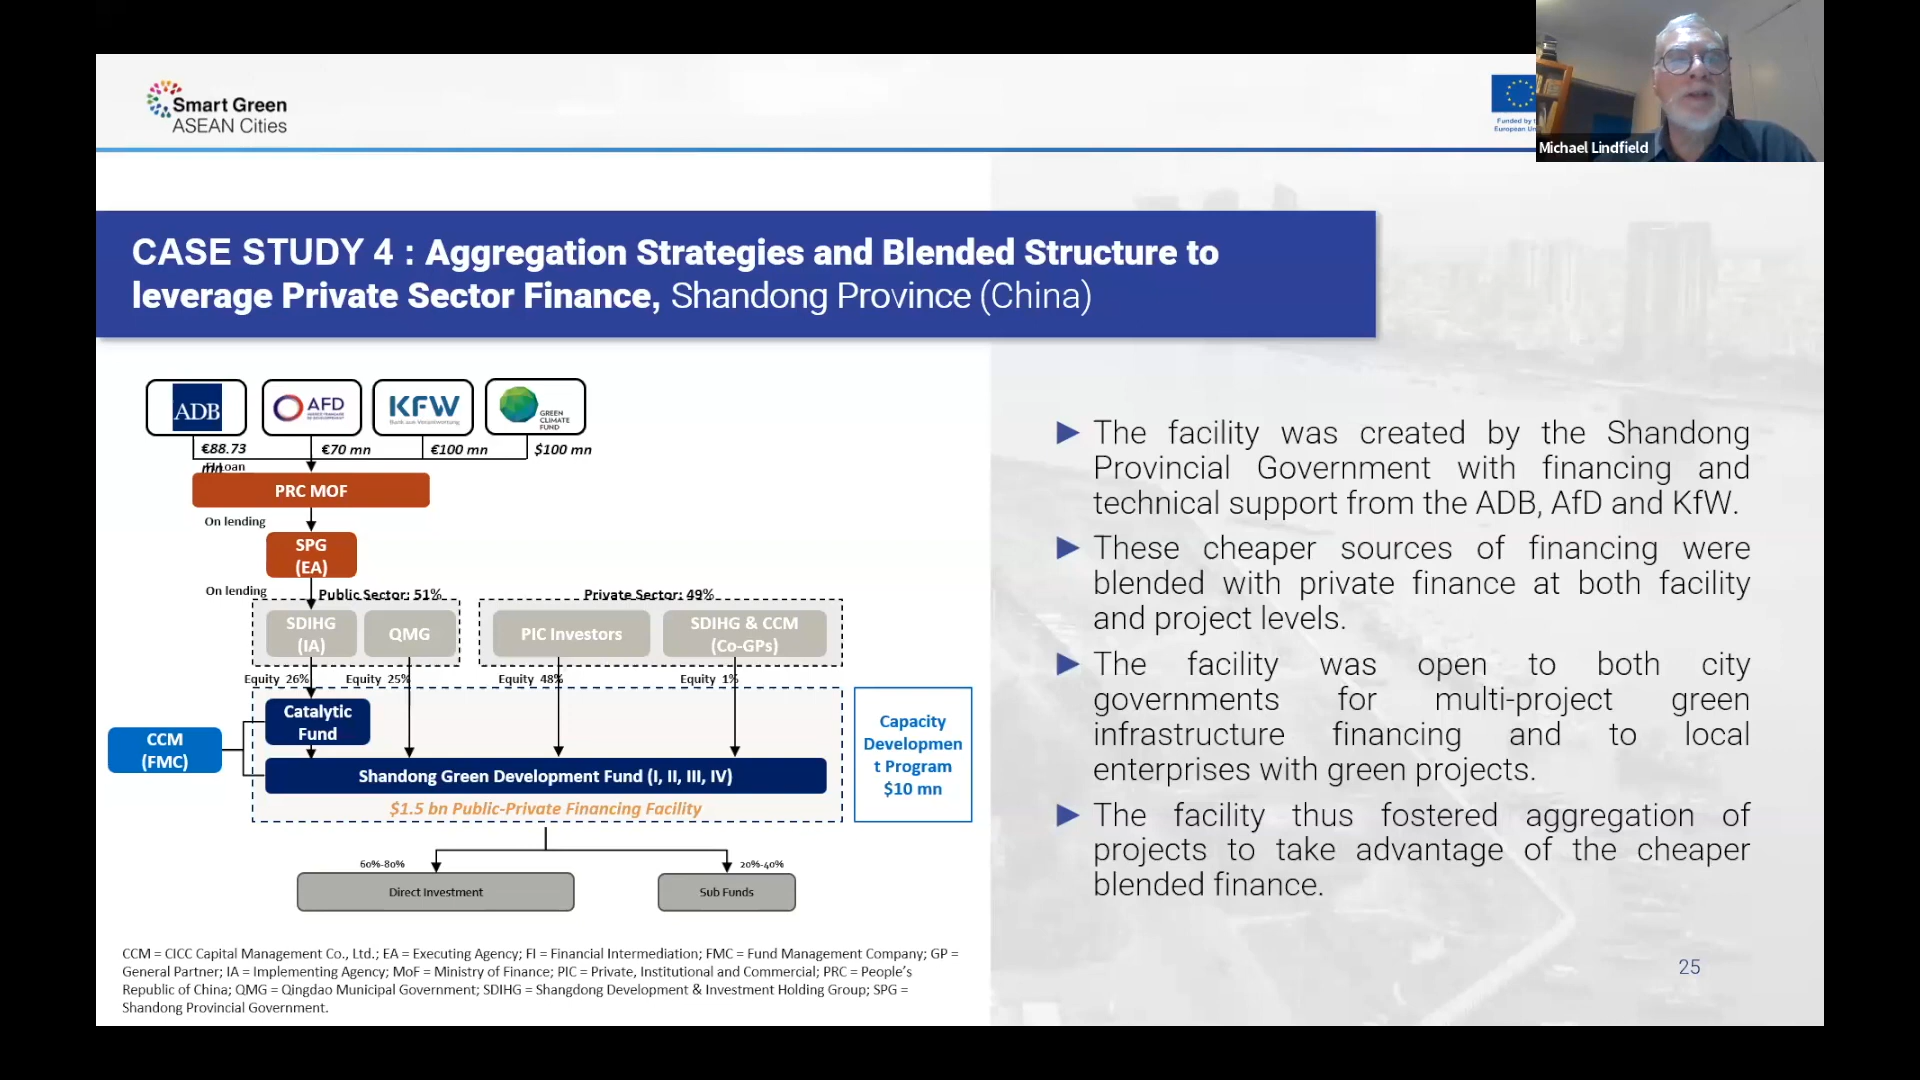 Smart Green
ASEAN Cities
Funded by
European
Michael Lindfield
CASE STUDY 4 : Aggregation Strategies and Blended Structure to
leverage Private Sector Finance, Shandong Province (China)
ADB
AFD
KFW
Bank aus Verantwortung
GREEN
CLIMATE
FUND
€88.73
mn
€70 mn
€100 mn
$100 mn
FI Loan
PRC MOF
On lending
SPG
(EA)
On lending
Public Sector: 51%
Private Sector: 49%
SDIHG
(IA)
QMG
PIC Investors
SDIHG & CCM
(Co-GPs)
Equity 26%
Equity 25%
Equity 48%
Equity 1%
Catalytic
Fund
CCM
(FMC)
Shandong Green Development Fund (I, II, III, IV)
$1.5 bn Public-Private Financing Facility
Capacity
Developmen
t Program
$10 mn
60%-80%
20%-40%
Direct Investment
Sub Funds
CCM = CICC Capital Management Co., Ltd.; EA = Executing Agency; FI = Financial Intermediation; FMC = Fund Management Company; GP =
General Partner; IA = Implementing Agency; MoF = Ministry of Finance; PIC = Private, Institutional and Commercial; PRC = People's
Republic of China; QMG = Qingdao Municipal Government; SDIHG = Shangdong Development & Investment Holding Group; SPG =
Shandong Provincial Government.
The facility was created by the Shandong
Provincial Government with financing and
technical support from the ADB, AfD and KfW.
These cheaper sources of financing were
blended with private finance at both facility
and project levels.
The facility was open to both city
governments for multi-project green
infrastructure financing and to local
enterprises with green projects.
The facility thus fostered aggregation of
projects to take advantage of the cheaper
blended finance.
25